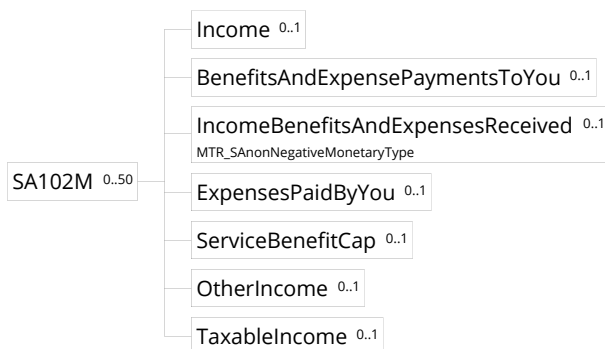 Income 0..1
BenefitsAndExpensePaymentsToYou 0..1
IncomeBenefitsAndExpensesReceived 0..1
MTR_SAnonNegativeMonetaryType
SA102M 0..50
ExpensesPaidByYou 0..1
ServiceBenefitCap 0..1
OtherIncome 0..1
TaxableIncome 0..1